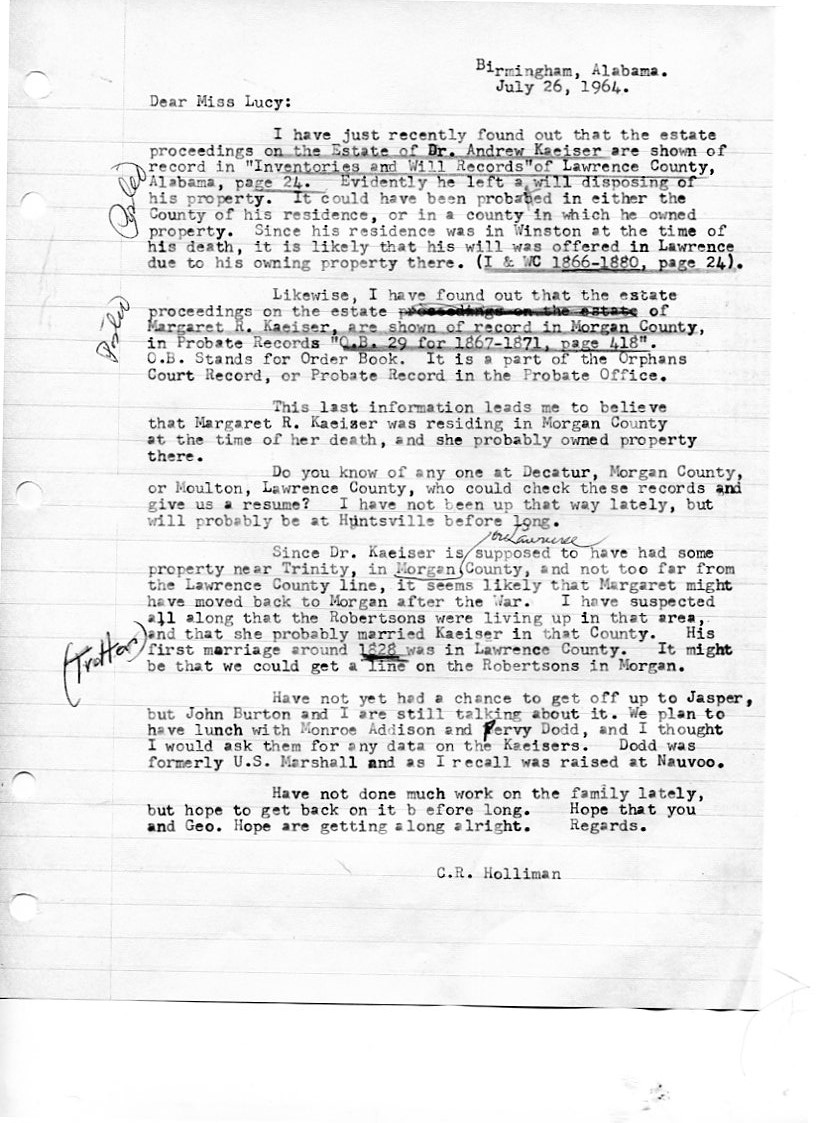 Birmingham, Alabama.
July 26, 1964.
Dear Miss Lucy:
I have just recently found out that the estate
proceedings on the Estate of Dr. Andrew Kaeiser are shown of
record in "Inventories and Will Records"of Lawrence County,
Alabama, page 24. Evidently he left a will disposing of
his property. It could have been probated in either the
County of his residence, or in a county in which he owned
property. Since his residence was in Winston at the time of
his death, it is likely that his will was offered in Lawrence
due to his owning property there. (I & WC 1866-1880, page 24).
Likewise, I have found out that the estate
proceedings on the estate proceedings on the estate of
Margaret R. Kaeiser, are shown of record in Morgan County,
in Probate Records "O.B. 29 for 1867-1871, page 418".
O.B. Stands for Order Book. It is a part of the Orphans
Court Record, or Probate Record in the Probate Office.
This last information leads me to believe
that Margaret R. Kaeiser was residing in Morgan County
at the time of her death, and she probably owned property
there.
Do you know of any one at Decatur, Morgan County,
or Moulton, Lawrence County, who could check these records and
give us a resume? I have not been up that way lately, but
will probably be at Huntsville before long.
Lawrence
Since Dr. Kaeiser is supposed to have had some
property near Trinity, in Morgan County, and not too far from
the Lawrence County line, it seems likely that Margaret might
have moved back to Morgan after the War. I have suspected
all along that the Robertsons were living up in that area,
(Trotter) and that she probably married Kaeiser in that County. His
first marriage around 1828 was in Lawrence County. It might
be that we could get a line on the Robertsons in Morgan.
Have not yet had a chance to get off up to Jasper,
but John Burton and I are still talking about it. We plan to
have lunch with Monroe Addison and Pervy Dodd, and I thought
I would ask them for any data on the Kaeisers. Dodd was
formerly U.S. Marshall and as I recall was raised at Nauvoo.
Have not done much work on the family lately,
but hope to get back on it b efore long. Hope that you
and Geo. Hope are getting along alright. Regards.
C.R. Holliman